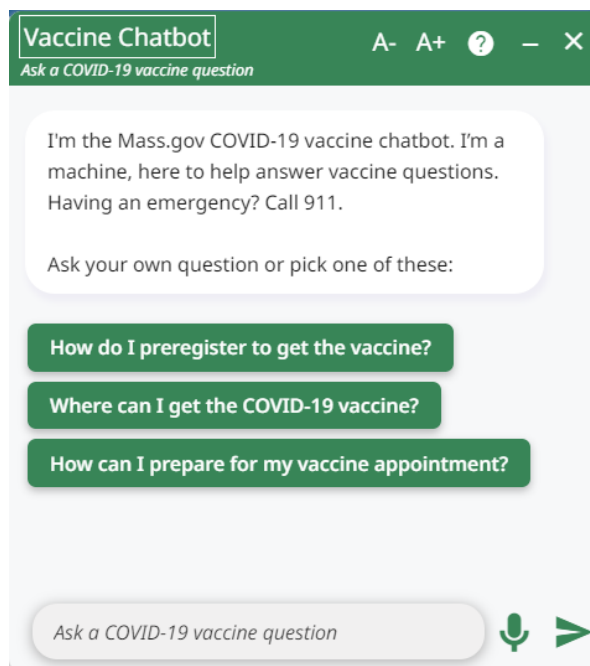 Vaccine Chatbot
A- A+ ? – ×
Ask a COVID-19 vaccine question
I'm the Mass.gov COVID-19 vaccine chatbot. I’m a
machine, here to help answer vaccine questions.
Having an emergency? Call 911.
Ask your own question or pick one of these:
How do I preregister to get the vaccine?
Where can I get the COVID-19 vaccine?
How can I prepare for my vaccine appointment?
Ask a COVID-19 vaccine question